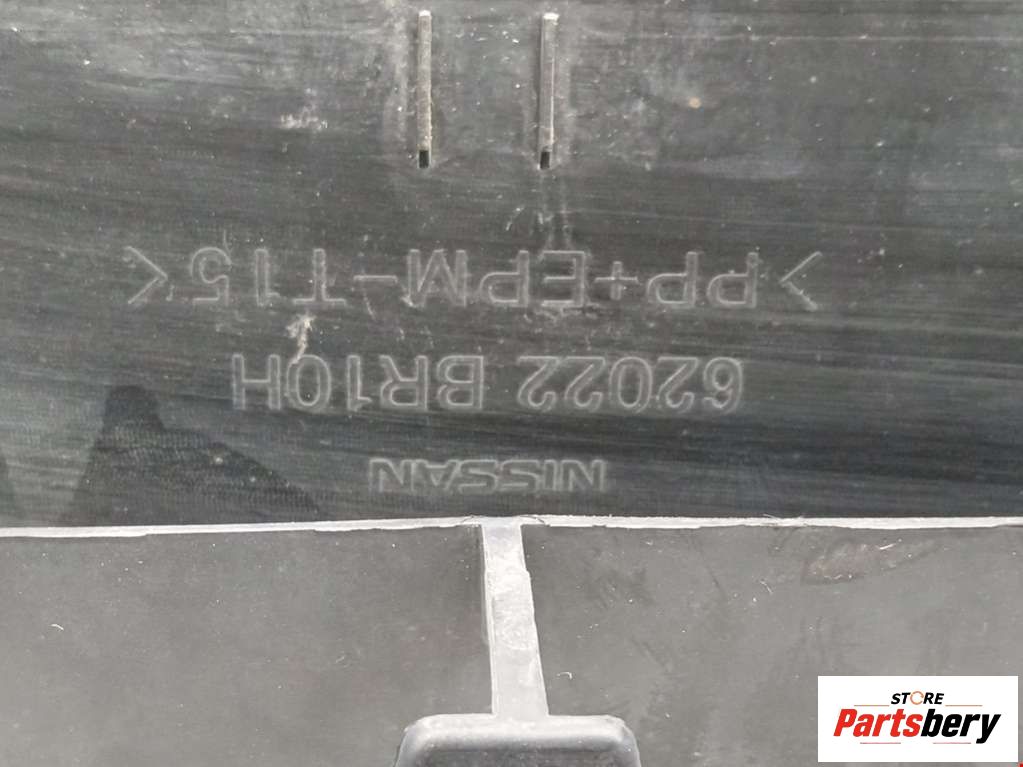 NISSAN
62022 BR10H
>PP+EPM-T15<
STORE
Partsbery